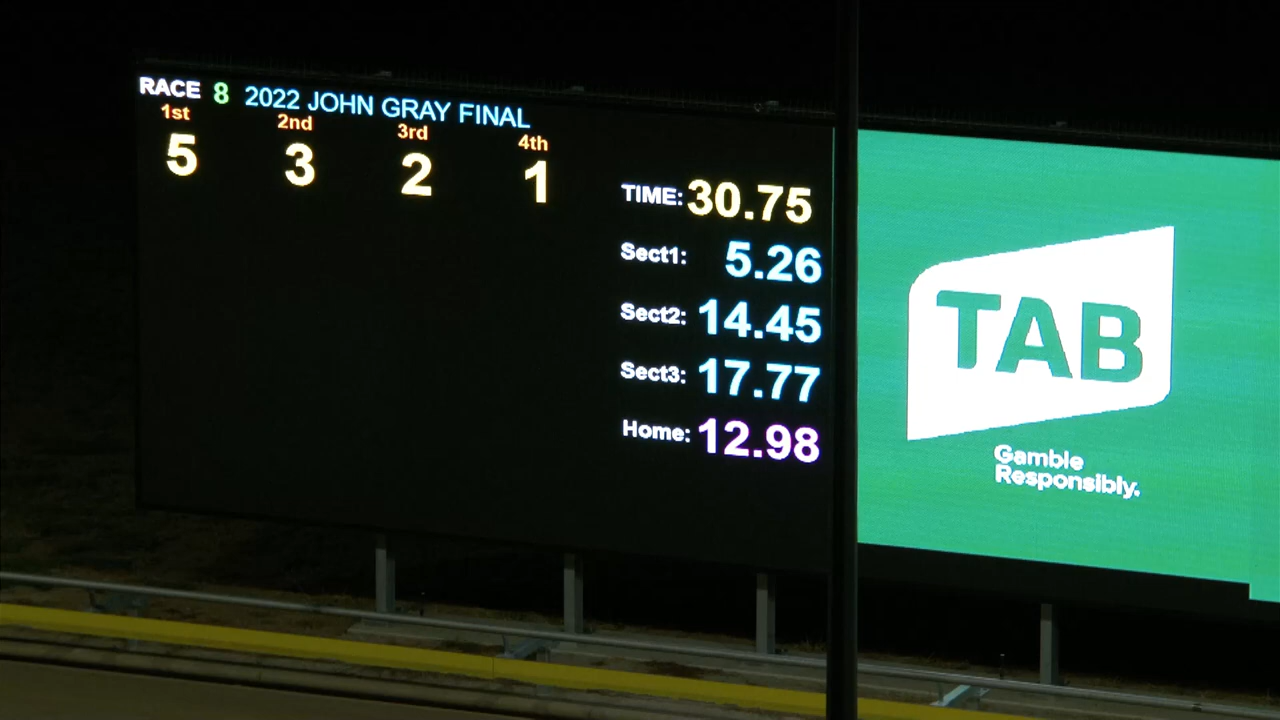 RACE 8 2022 JOHN GRAY FINAL
1st 2nd 3rd 4th
5 3 2 1
TIME: 30.75
Sect1: 5.26
Sect2: 14.45
Sect3: 17.77
Home: 12.98
TAB
Gamble
Responsibly.